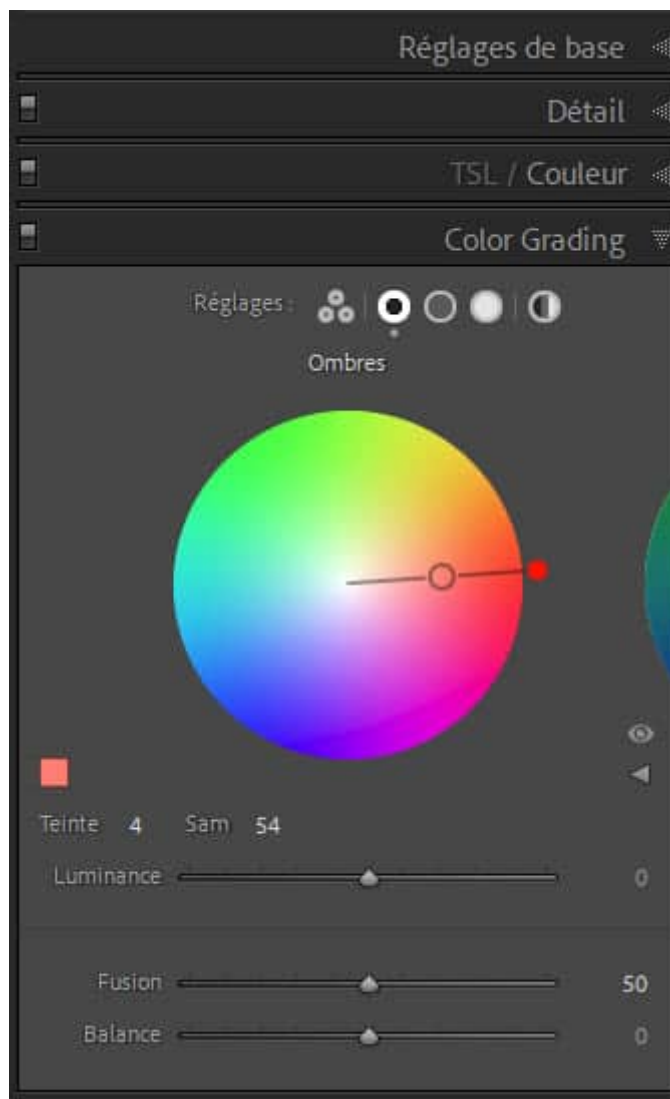 Réglages de base
Détail
TSL / Couleur
Color Grading
Réglages :
Ombres
Teinte 4 Sam 54
Luminance 0
Fusion 50
Balance 0